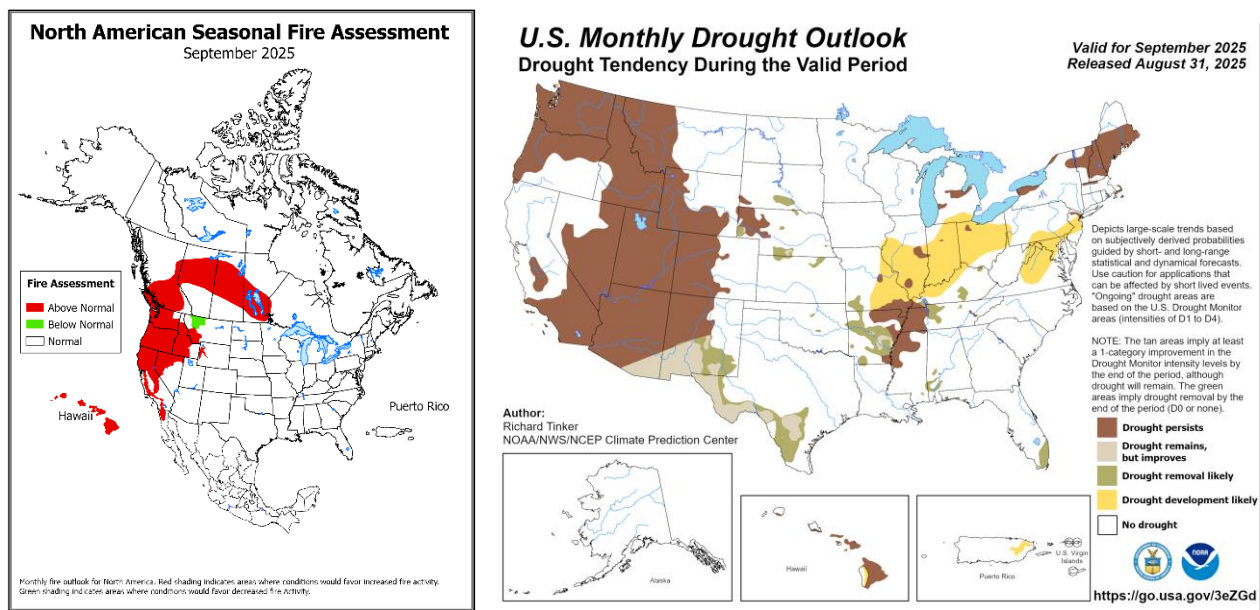 North American Seasonal Fire Assessment
September 2025
Fire Assessment
Above Normal
Below Normal
Normal
Hawaii
Puerto Rico
Monthly fire outlook for North America. Red shading indicates areas where conditions would favor increased fire activity.
Green shading indicates areas where conditions would favor decreased fire Activity.
U.S. Monthly Drought Outlook
Drought Tendency During the Valid Period
Valid for September 2025
Released August 31, 2025
Depicts large-scale trends based
on subjectively derived probabilities
guided by short- and long-range
statistical and dynamical forecasts.
Use caution for applications that
can be affected by short lived events.
"Ongoing" drought areas are
based on the U.S. Drought Monitor
areas (intensities of D1 to D4).
NOTE: The tan areas imply at least
a 1-category improvement in the
Drought Monitor intensity levels by
the end of the period, although
drought will remain. The green
areas imply drought removal by the
end of the period (D0 or none).
Author:
Richard Tinker
NOAA/NWS/NCEP Climate Prediction Center
Drought persists
Drought remains,
but improves
Drought removal likely
Drought development likely
No drought
Alaska
Hawaii
Puerto Rico
U.S. Virgin
Islands
NOAA
https://go.usa.gov/3eZGd